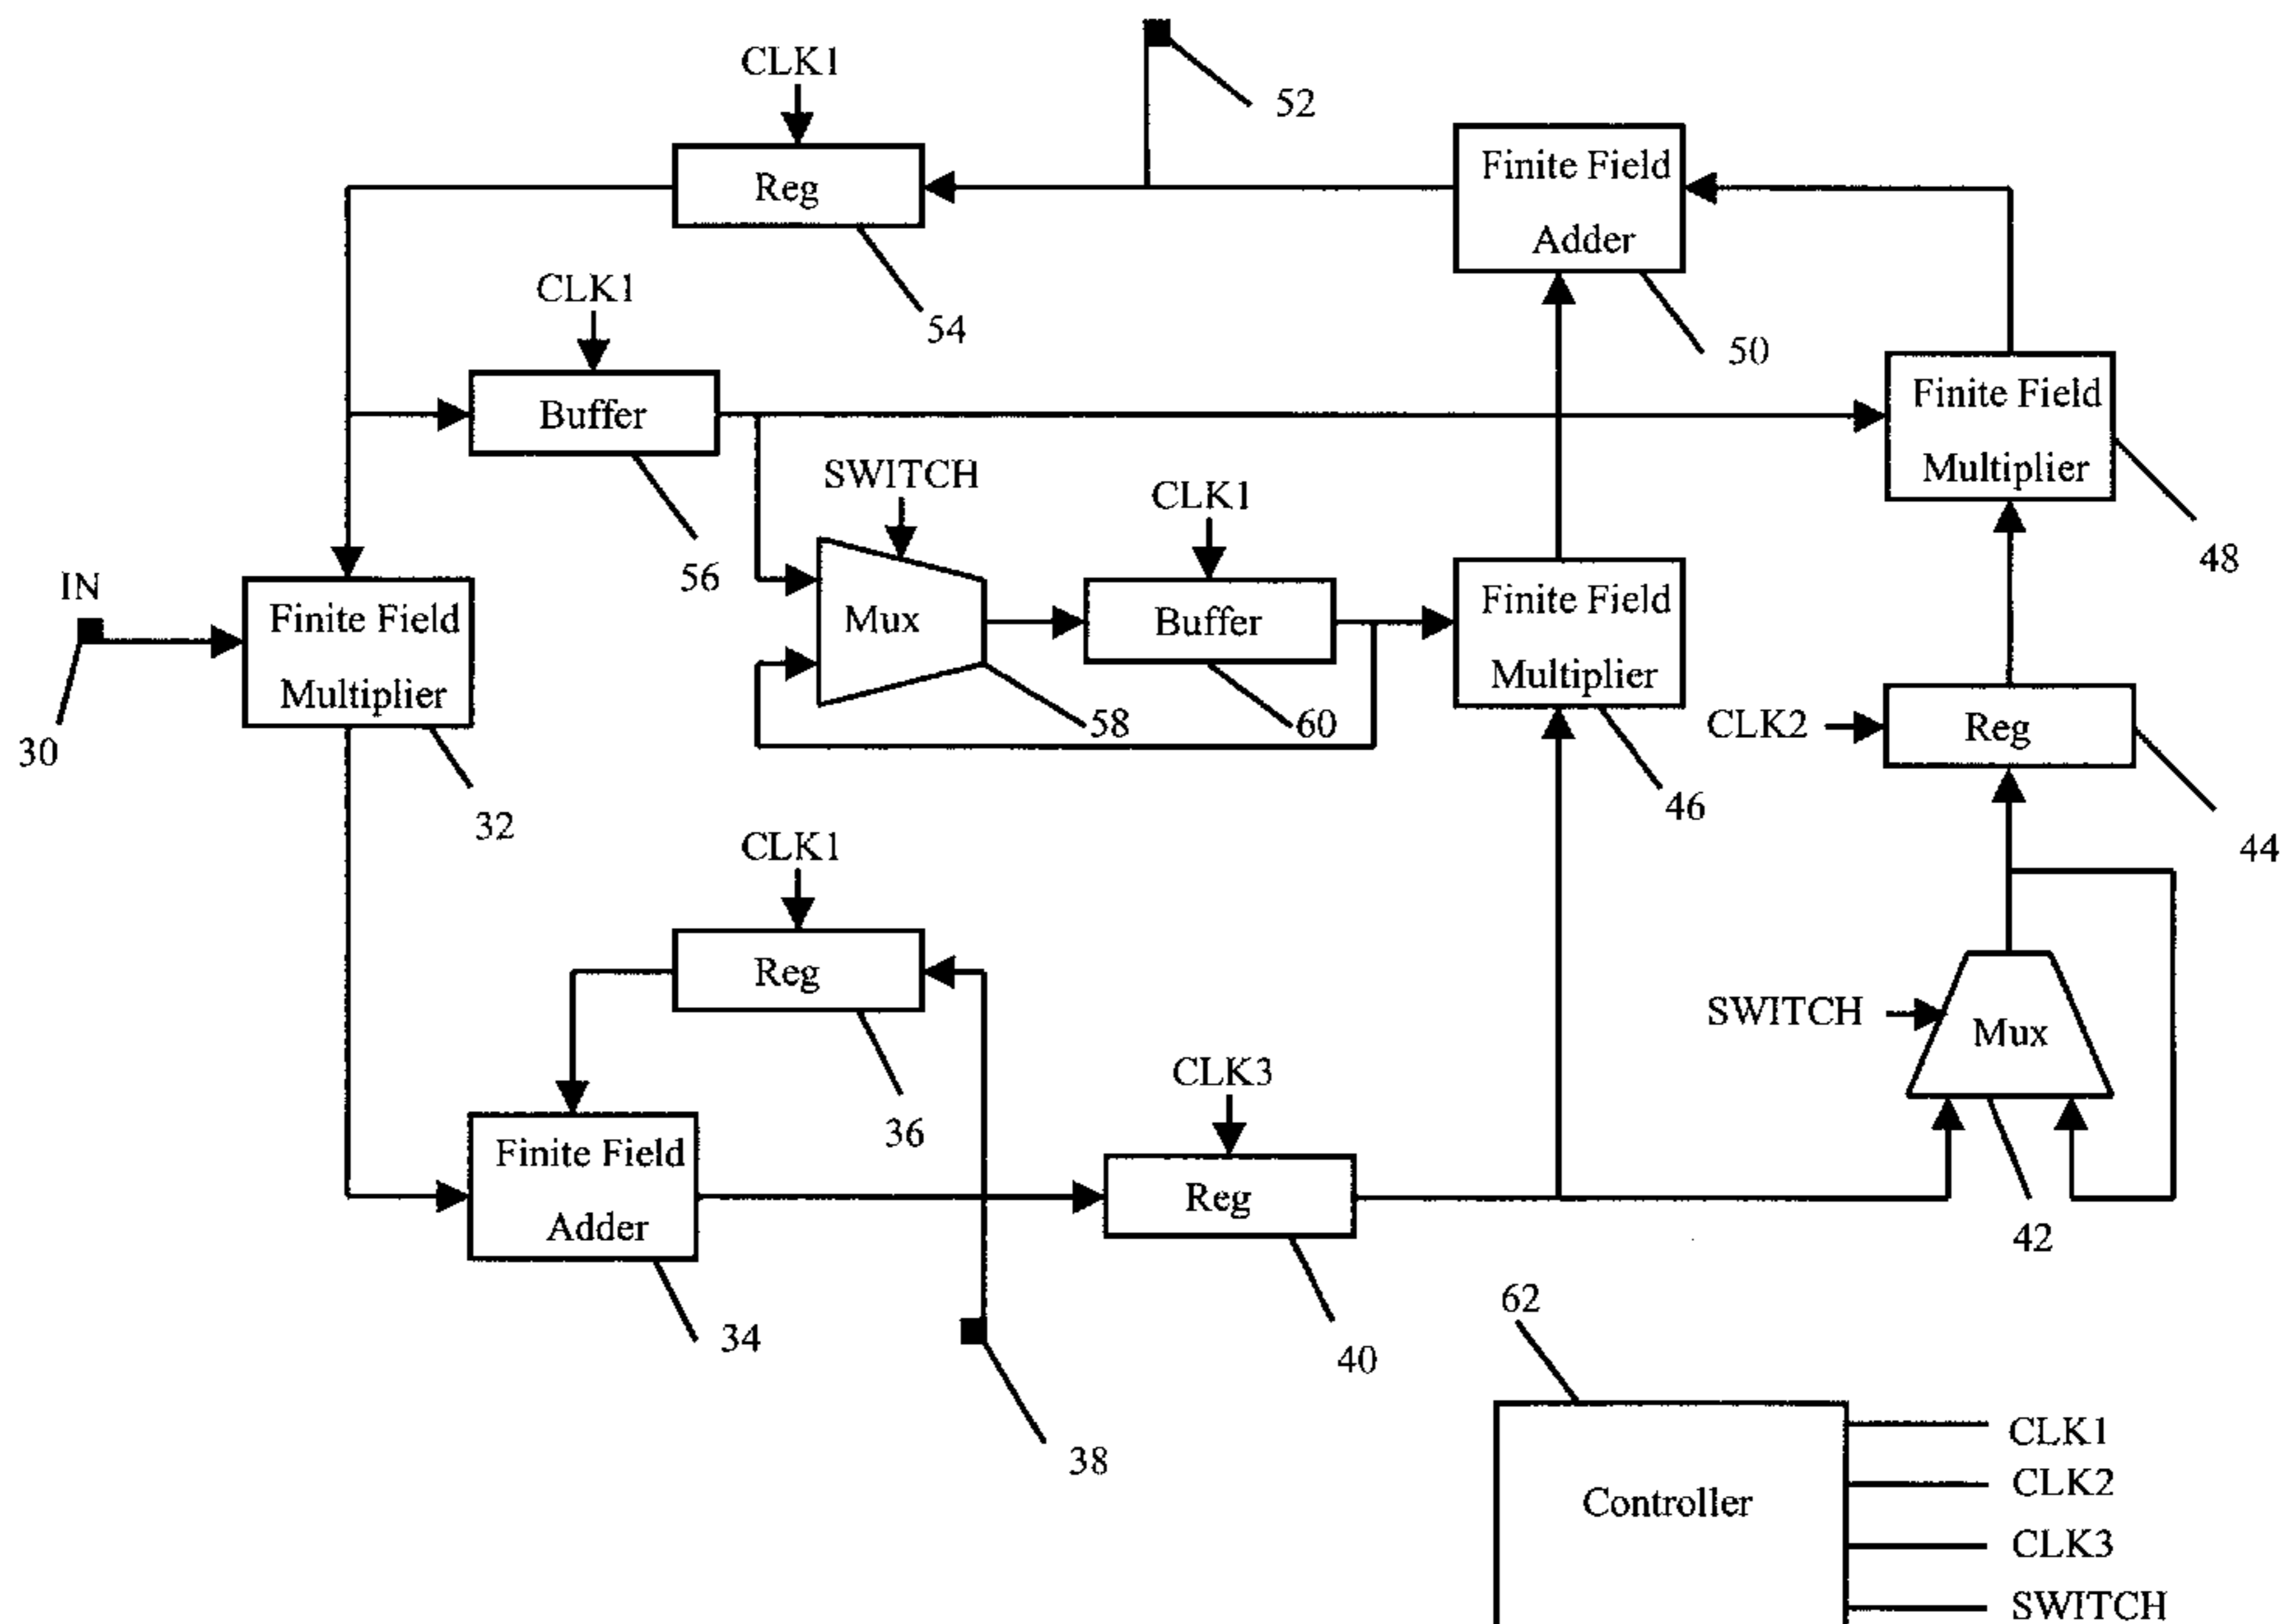 CLK1
52
Reg
Finite Field
Adder
54
50
CLK1
Buffer
56
Finite Field
Multiplier
48
SWITCH
CLK1
IN
30
Finite Field
Multiplier
32
Mux
58
Buffer
60
Finite Field
Multiplier
46
CLK2
Reg
44
CLK1
Reg
36
SWITCH
Mux
42
CLK3
Finite Field
Adder
34
Reg
40
38
62
Controller
CLK1
CLK2
CLK3
SWITCH